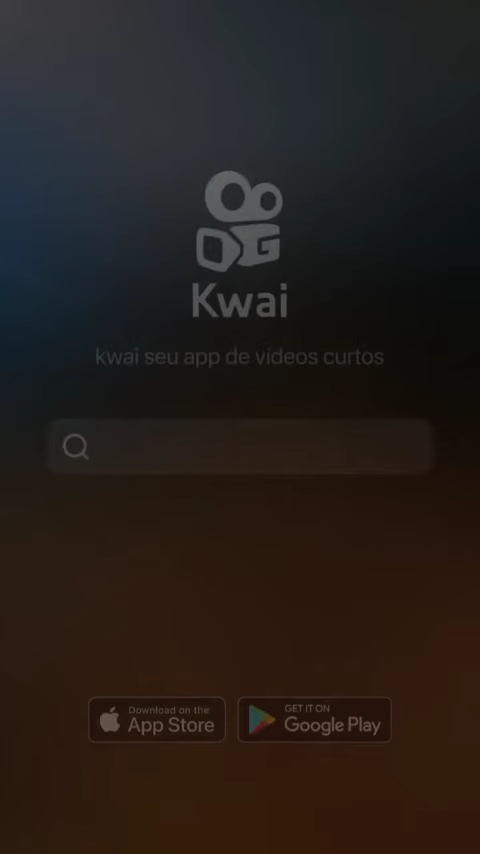 Kwai
kwai seu app de vídeos curtos
Download on the
App Store
GET IT ON
Google Play